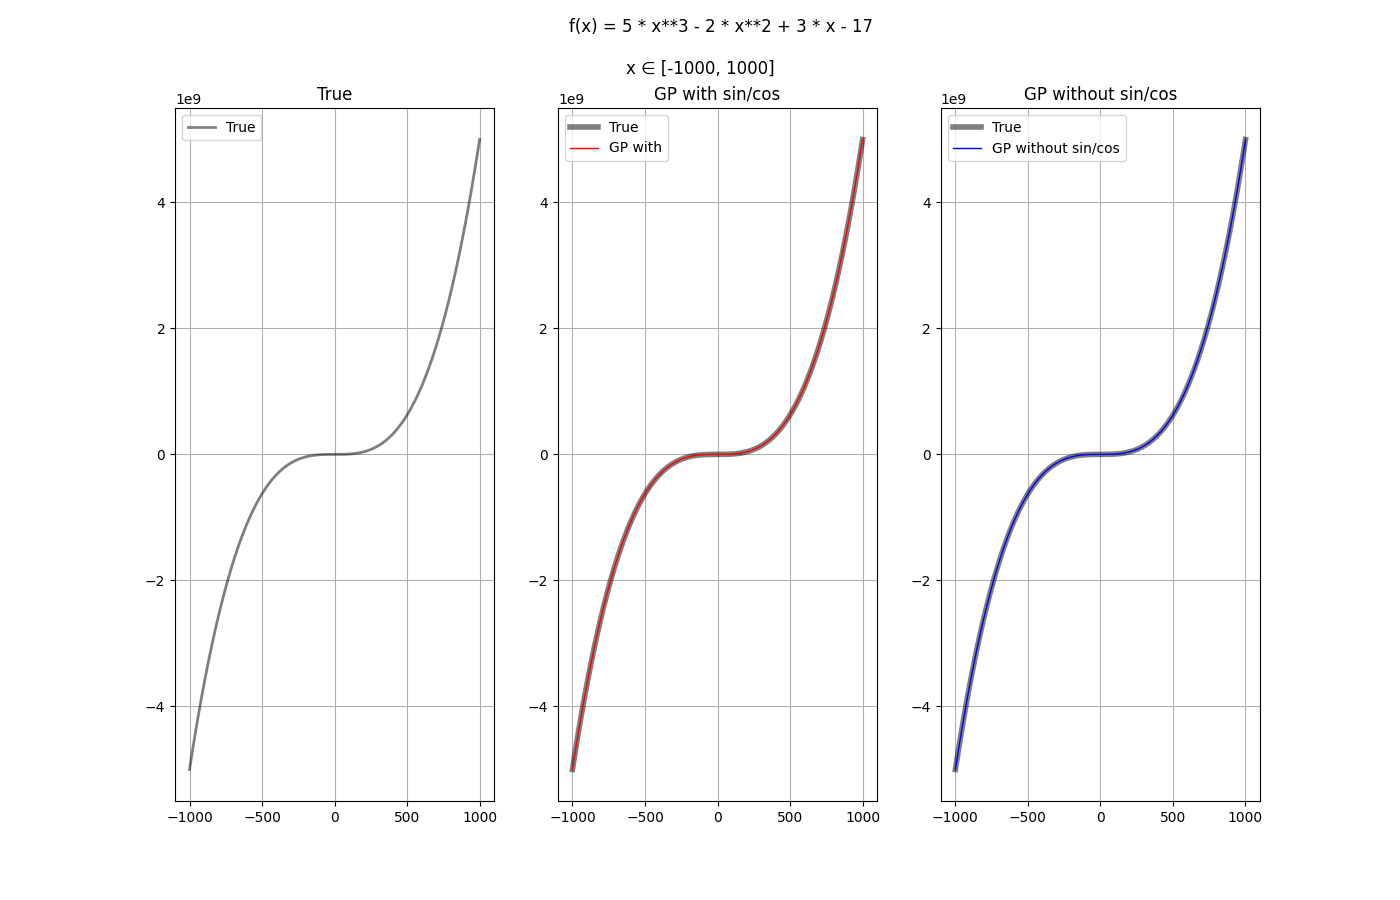 f(x) = 5 * x**3 - 2 * x**2 + 3 * x - 17
x ∈ [-1000, 1000]
True
1e9
True
4
2
0
−2
−4
−1000 −500 0 500 1000
GP with sin/cos
1e9
True
GP with
4
2
0
−2
−4
−1000 −500 0 500 1000
GP without sin/cos
1e9
True
GP without sin/cos
4
2
0
−2
−4
−1000 −500 0 500 1000